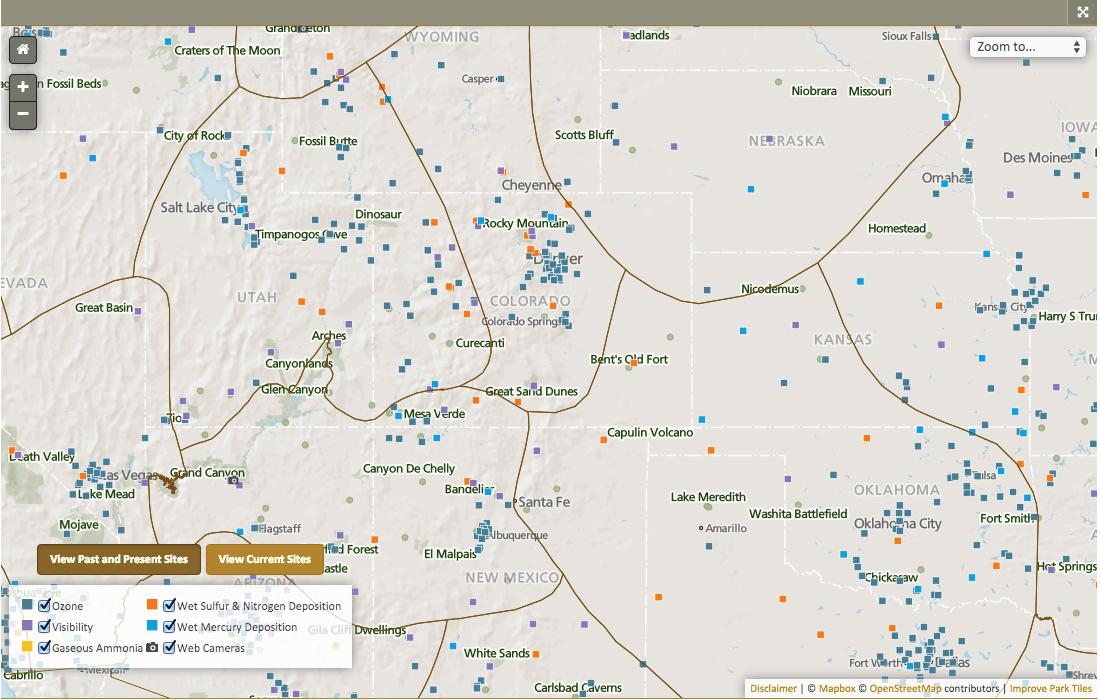 Grand Teton
WYOMING
Badlands
Sioux Falls
Zoom to...
Craters of The Moon
Casper
Fossil Beds
Niobrara
Missouri
City of Rocks
Fossil Butte
Scotts Bluff
NEBRASKA
IOWA
Des Moines
Cheyenne
Omaha
Salt Lake City
Dinosaur
Rocky Mountain
Timpanogos Cave
Homestead
Denver
EVADA
UTAH
COLORADO
Nicodemus
Great Basin
Colorado Springs
Kansas City
Harry S Tru
Arches
Curecanti
KANSAS
Canyonlands
Bent's Old Fort
Glen Canyon
Great Sand Dunes
Zion
Mesa Verde
Capulin Volcano
Death Valley
Las Vegas
Grand Canyon
Canyon De Chelly
Tulsa
Lake Mead
Bandelier
Santa Fe
Lake Meredith
OKLAHOMA
Washita Battlefield
Mojave
Flagstaff
Amarillo
Oklahoma City
Fort Smith
Albuquerque
View Past and Present Sites
View Current Sites
Forest
El Malpais
Hot Springs
ARIZONA
NEW MEXICO
Chickasaw
Ozone
Wet Sulfur & Nitrogen Deposition
Visibility
Wet Mercury Deposition
Gila Cliff Dwellings
Gaseous Ammonia
Web Cameras
White Sands
Fort Worth
Dallas
Cabrillo
Mexicali
Carlsbad Caverns
Shrev
Disclaimer | © Mapbox © OpenStreetMap contributors | Improve Park Tiles